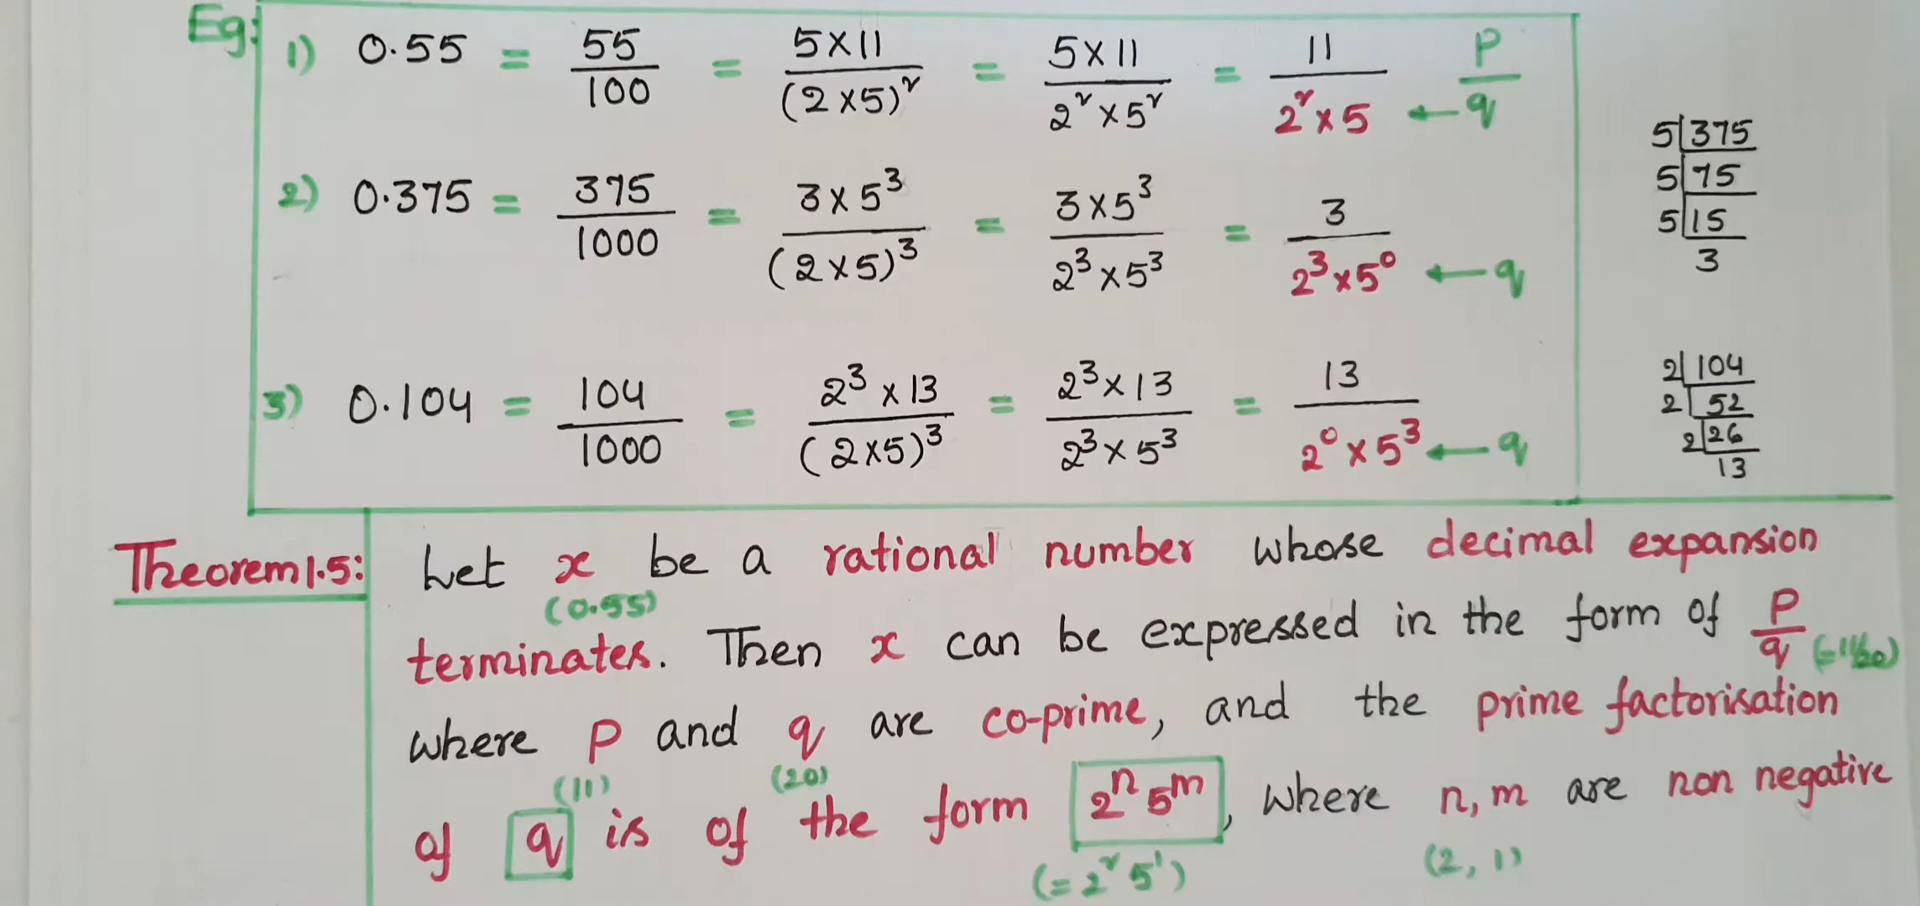 Eg:
1) 0.55 = 55/100 = 5×11/(2×5)² = 5×11/2²×5² = 11/2²×5 ← q p/q
2) 0.375 = 375/1000 = 3×5³/(2×5)³ = 3×5³/2³×5³ = 3/2³×5⁰ ← q
3) 0.104 = 104/1000 = 2³×13/(2×5)³ = 2³×13/2³×5³ = 13/2⁰×5³ ← q
5|375
5|75
5|15
3
2|104
2|52
2|26
13
Theorem 1.5: Let x be a rational number whose decimal expansion
(0.55)
terminates. Then x can be expressed in the form of p/q (=11/20)
where p and q are co-prime, and the prime factorisation
(11) (20)
of q is of the form 2ⁿ5ᵐ, where n, m are non negative
(=2²5¹) (2, 1)